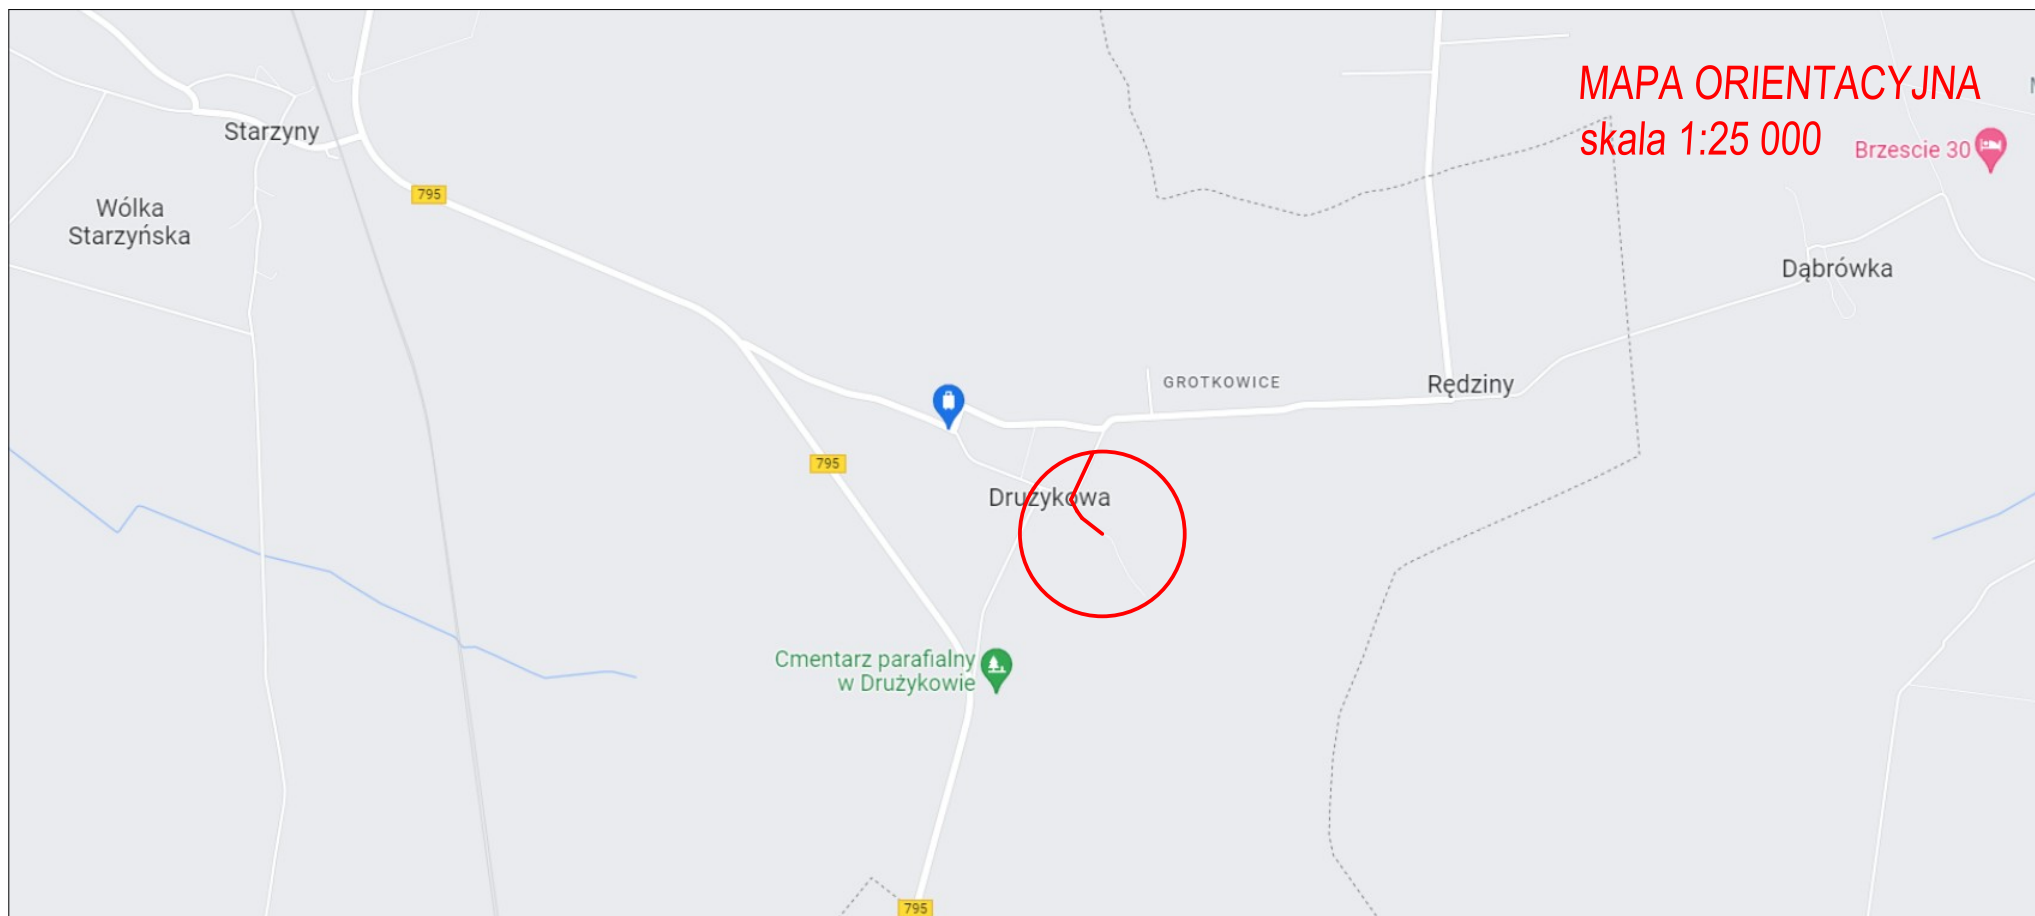 MAPA ORIENTACYJNA
skala 1:25 000
Brzescie 30
Starzyny
795
Wólka
Starzyńska
Dąbrówka
GROTKOWICE
Rędziny
795
Drużykowa
Cmentarz parafialny
w Drużykowie
795